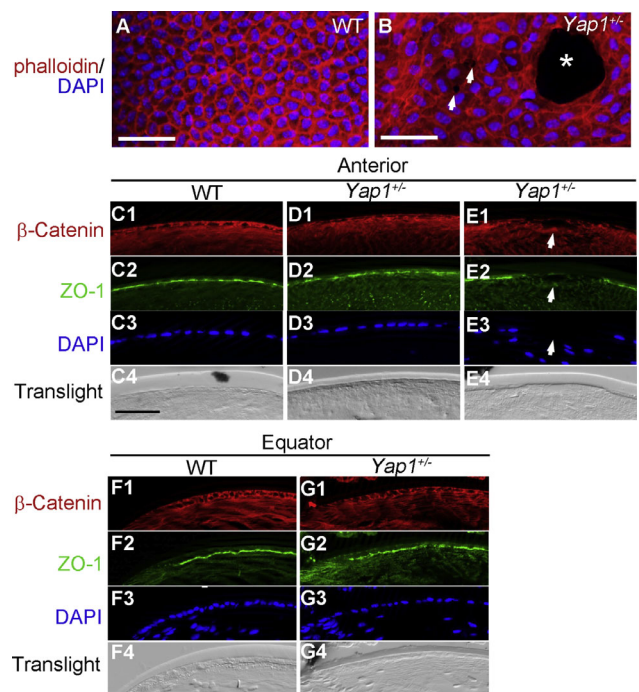 A WT B Yap1+/-
*
phalloidin/
DAPI
Anterior
WT Yap1+/- Yap1+/-
β-Catenin C1 D1 E1
ZO-1 C2 D2 E2
DAPI C3 D3 E3
Translight C4 D4 E4
Equator
WT Yap1+/-
β-Catenin F1 G1
ZO-1 F2 G2
DAPI F3 G3
Translight F4 G4